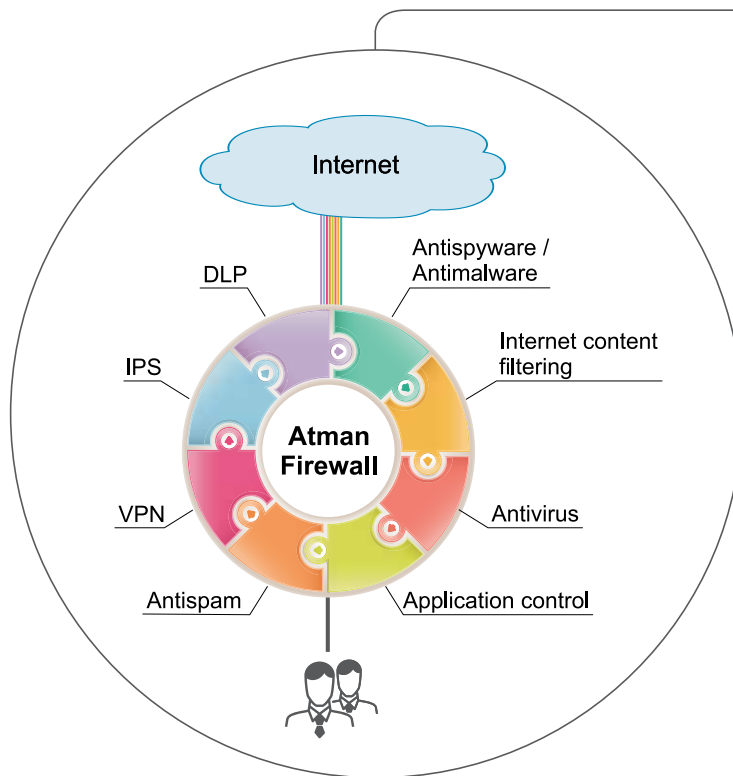 Internet
Antispyware /
Antimalware
DLP
Internet content
filtering
IPS
Atman
Firewall
VPN
Antivirus
Antispam
Application control